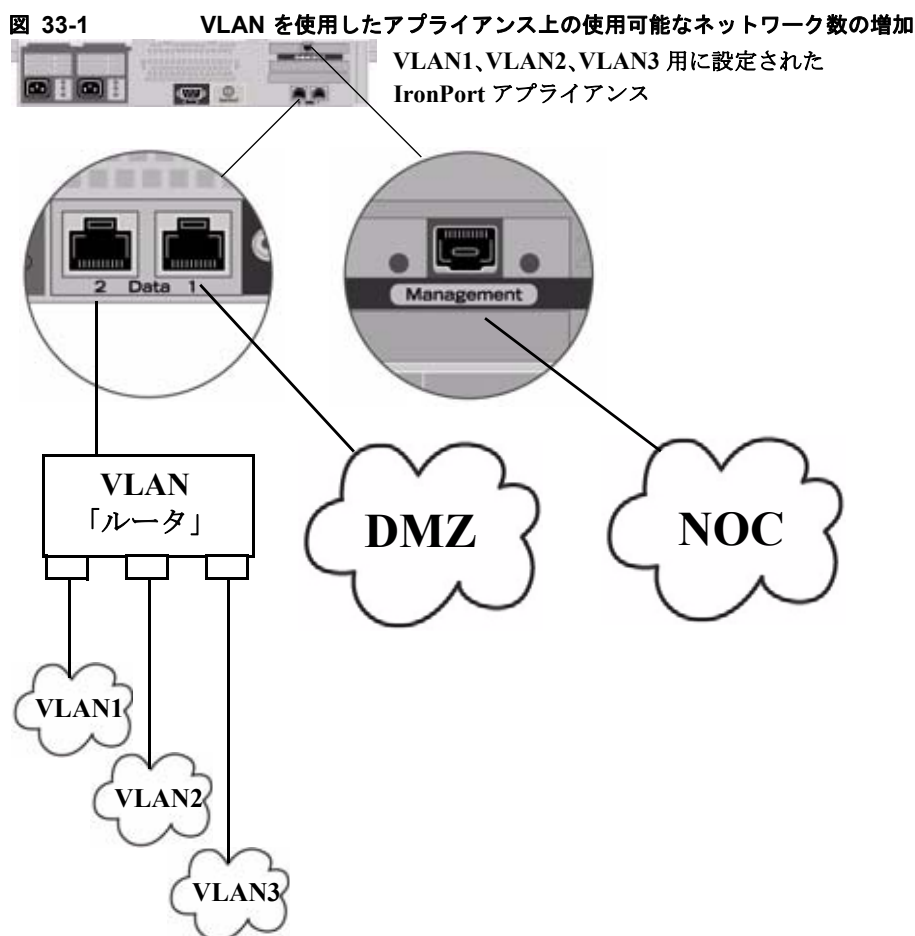 図 33-1 VLAN を使用したアプライアンス上の使用可能なネットワーク数の増加
VLAN1、VLAN2、VLAN3 用に設定された
IronPort アプライアンス
2 Data 1
Management
VLAN
「ルータ」
DMZ
NOC
VLAN1
VLAN2
VLAN3